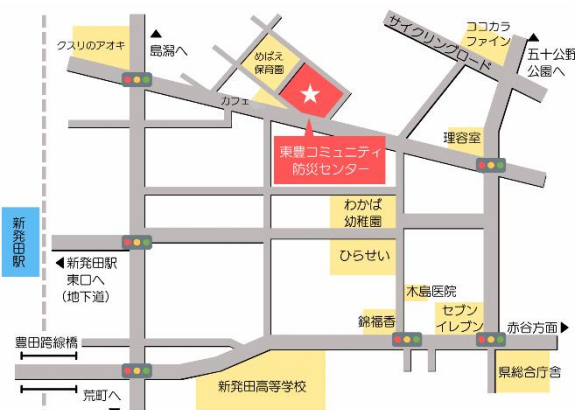 クスリのアオキ
▲
島潟へ
めばえ
保育園
カフェ
サイクリングロード
ココカラ
ファイン
▲
五十公野
公園へ
理容室
東豊コミュニティ
防災センター
わかば
幼稚園
ひらせい
新発田駅
◀新発田駅
東口へ
(地下道)
木島医院
錦福香
セブン
イレブン
赤谷方面▶
豊田跨線橋
荒町へ
新発田高等学校
県総合庁舎